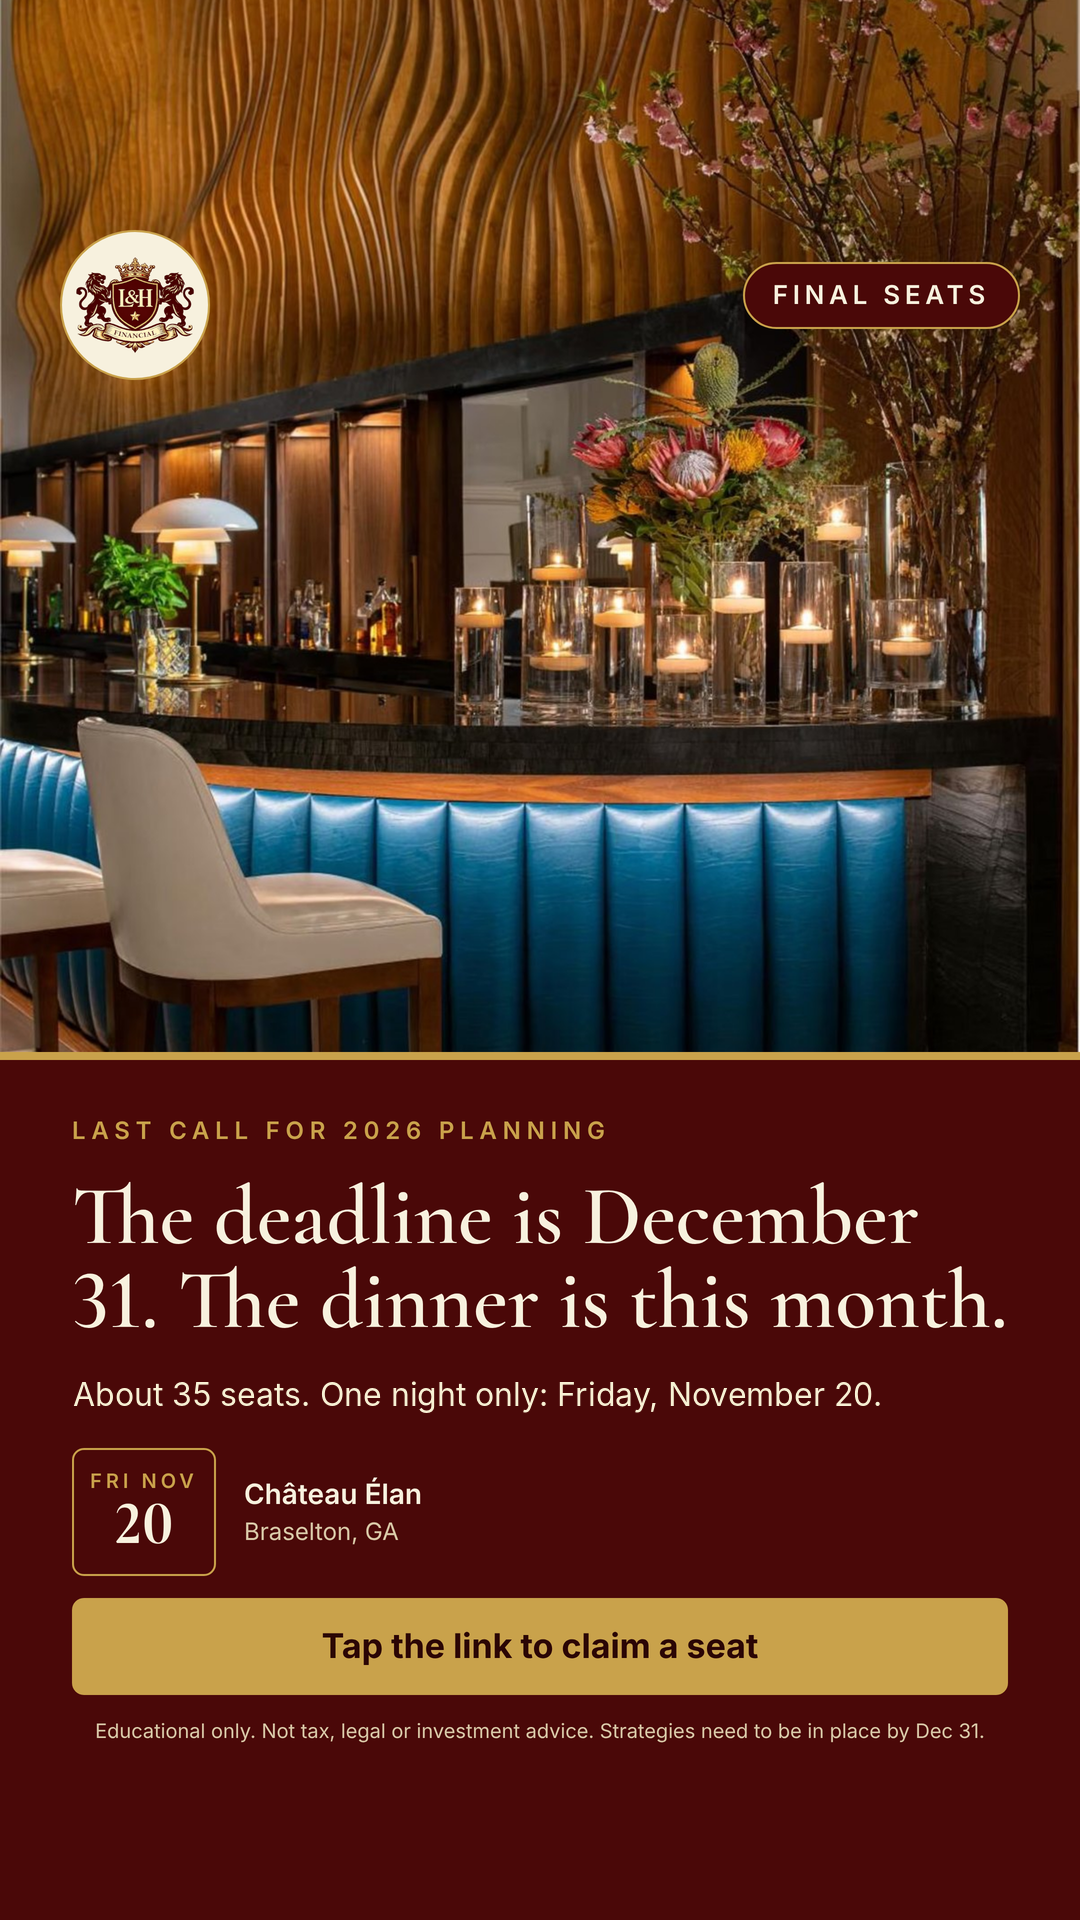 L&H
FINANCIAL
FINAL SEATS
LAST CALL FOR 2026 PLANNING
The deadline is December
31. The dinner is this month.
About 35 seats. One night only: Friday, November 20.
FRI NOV
20
Château Élan
Braselton, GA
Tap the link to claim a seat
Educational only. Not tax, legal or investment advice. Strategies need to be in place by Dec 31.